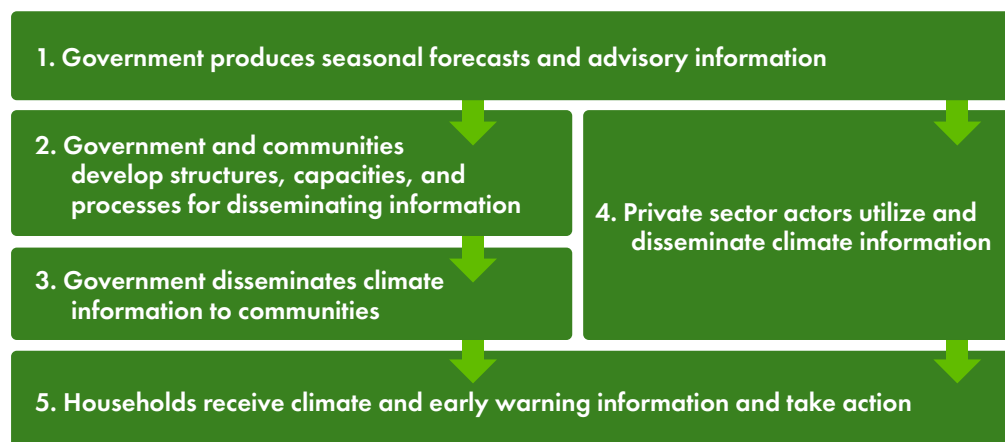 1. Government produces seasonal forecasts and advisory information
2. Government and communities
develop structures, capacities, and
processes for disseminating information
3. Government disseminates climate
information to communities
4. Private sector actors utilize and
disseminate climate information
5. Households receive climate and early warning information and take action